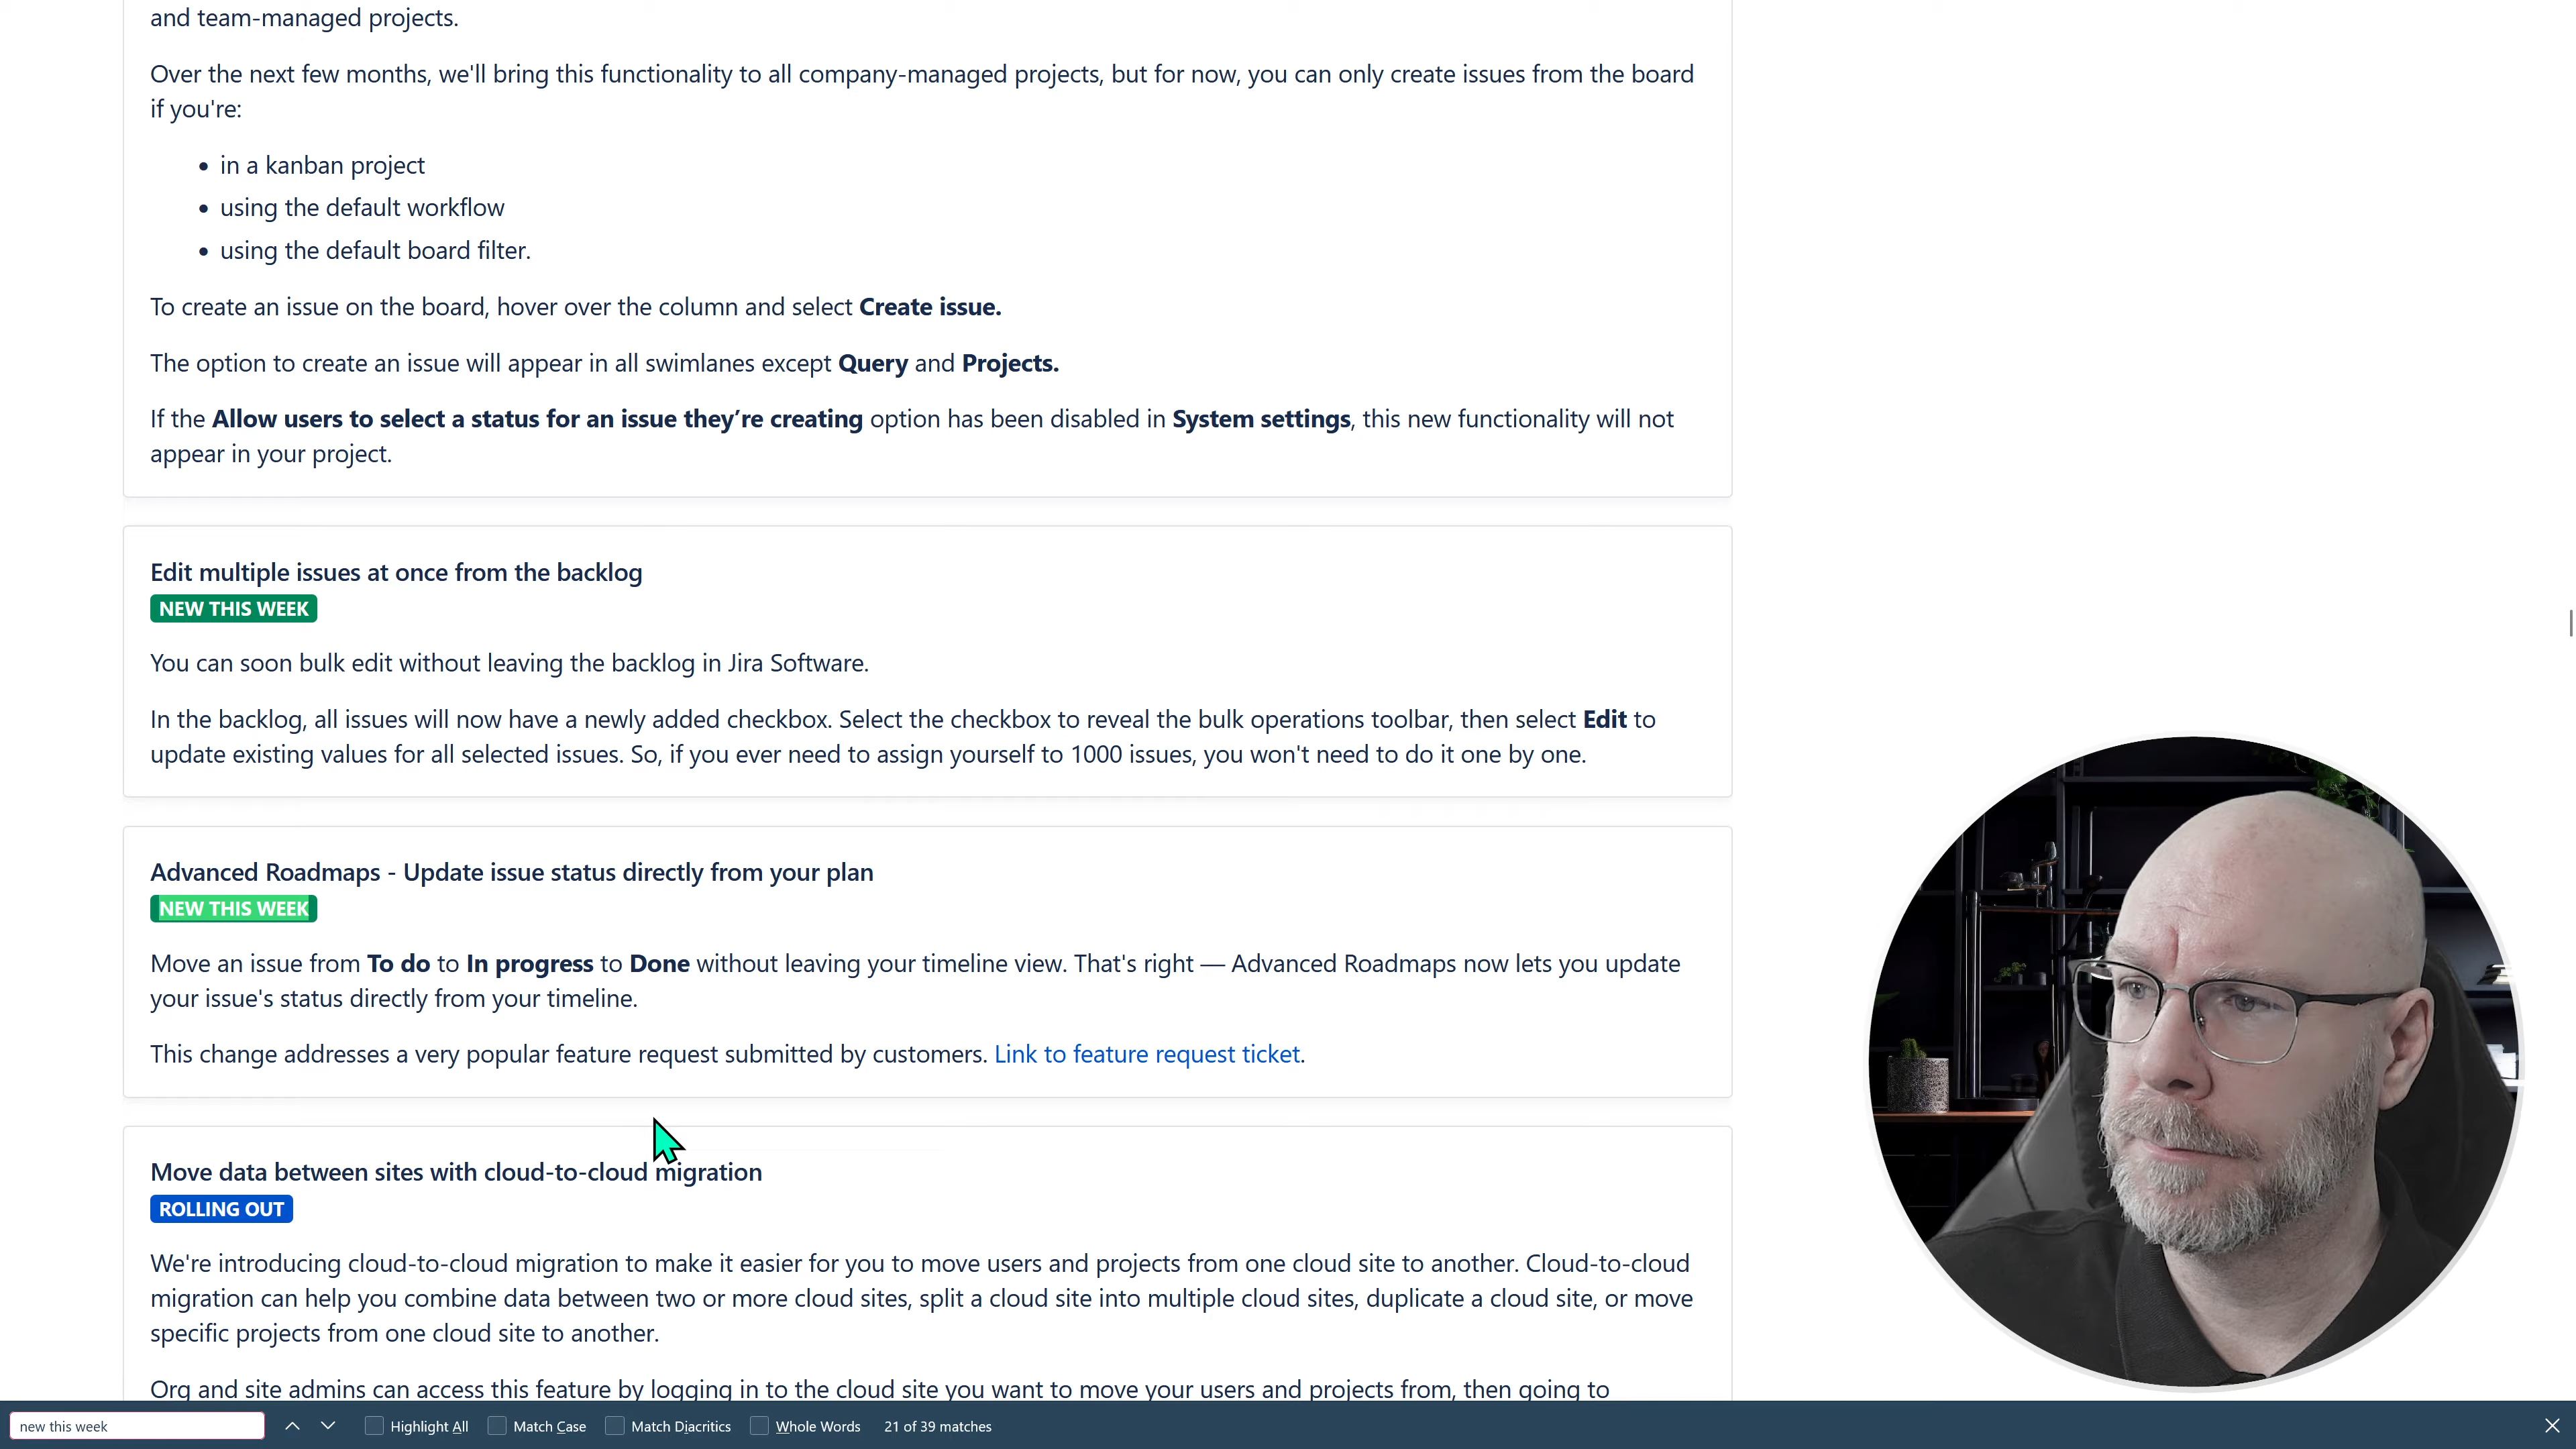 and team-managed projects.
Over the next few months, we'll bring this functionality to all company-managed projects, but for now, you can only create issues from the board
if you're:
• in a kanban project
• using the default workflow
• using the default board filter.
To create an issue on the board, hover over the column and select Create issue.
The option to create an issue will appear in all swimlanes except Query and Projects.
If the Allow users to select a status for an issue they’re creating option has been disabled in System settings, this new functionality will not
appear in your project.
Edit multiple issues at once from the backlog
NEW THIS WEEK
You can soon bulk edit without leaving the backlog in Jira Software.
In the backlog, all issues will now have a newly added checkbox. Select the checkbox to reveal the bulk operations toolbar, then select Edit to
update existing values for all selected issues. So, if you ever need to assign yourself to 1000 issues, you won't need to do it one by one.
Advanced Roadmaps - Update issue status directly from your plan
NEW THIS WEEK
Move an issue from To do to In progress to Done without leaving your timeline view. That's right — Advanced Roadmaps now lets you update
your issue's status directly from your timeline.
This change addresses a very popular feature request submitted by customers. Link to feature request ticket.
Move data between sites with cloud-to-cloud migration
ROLLING OUT
We're introducing cloud-to-cloud migration to make it easier for you to move users and projects from one cloud site to another. Cloud-to-cloud
migration can help you combine data between two or more cloud sites, split a cloud site into multiple cloud sites, duplicate a cloud site, or move
specific projects from one cloud site to another.
Org and site admins can access this feature by logging in to the cloud site you want to move your users and projects from, then going to
new this week Highlight All Match Case Match Diacritics Whole Words 21 of 39 matches